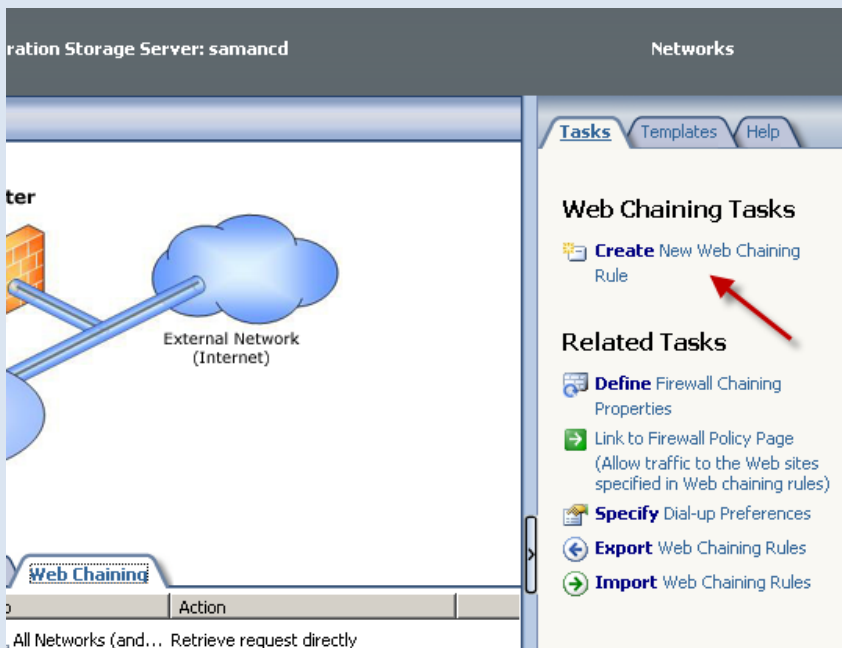 ration Storage Server: samancd
Networks
Tasks
Templates
Help
ter
External Network
(Internet)
Web Chaining Tasks
Create New Web Chaining
Rule
Related Tasks
Define Firewall Chaining
Properties
Link to Firewall Policy Page
(Allow traffic to the Web sites
specified in Web chaining rules)
Specify Dial-up Preferences
Export Web Chaining Rules
Import Web Chaining Rules
Web Chaining
Action
All Networks (and... Retrieve request directly